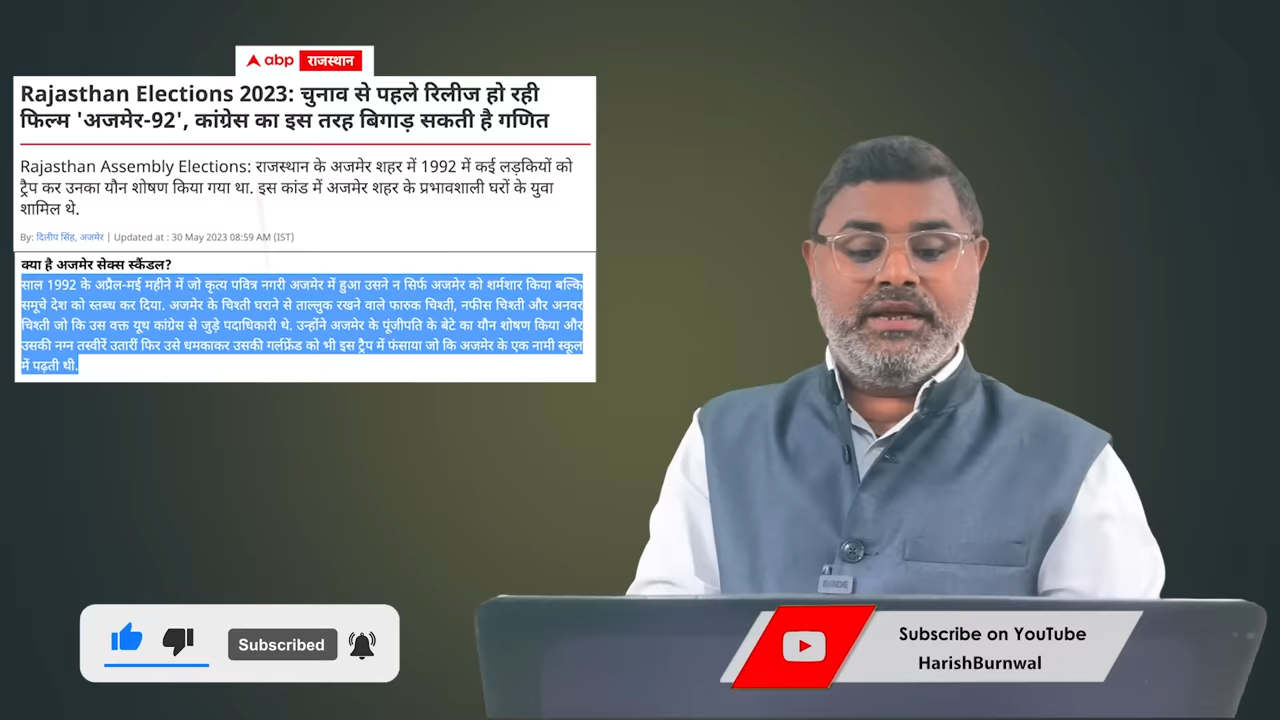 abp राजस्थान
Rajasthan Elections 2023: चुनाव से पहले रिलीज हो रही
फिल्म 'अजमेर-92', कांग्रेस का इस तरह बिगाड़ सकती है गणित
Rajasthan Assembly Elections: राजस्थान के अजमेर शहर में 1992 में कई लड़कियों को
ट्रैप कर उनका यौन शोषण किया गया था. इस कांड में अजमेर शहर के प्रभावशाली घरों के युवा
शामिल थे.
By: दिलीप सिंह, अजमेर | Updated at : 30 May 2023 08:59 AM (IST)
क्या है अजमेर सेक्स स्कैंडल?
साल 1992 के अप्रैल-मई महीने में जो कृत्य पवित्र नगरी अजमेर में हुआ उसने न सिर्फ अजमेर को शर्मशार किया बल्कि
समूचे देश को स्तब्ध कर दिया. अजमेर के चिश्ती घराने से ताल्लुक रखने वाले फारुक चिश्ती, नफीस चिश्ती और अनवर
चिश्ती जो कि उस वक्त यूथ कांग्रेस से जुड़े पदाधिकारी थे. उन्होंने अजमेर के पूंजीपति के बेटे का यौन शोषण किया और
उसकी नग्न तस्वीरें उतारीं फिर उसे धमकाकर उसकी गर्लफ्रेंड को भी इस ट्रैप में फंसाया जो कि अजमेर के एक नामी स्कूल
में पढ़ती थी.
Subscribed
Subscribe on YouTube
HarishBurnwal